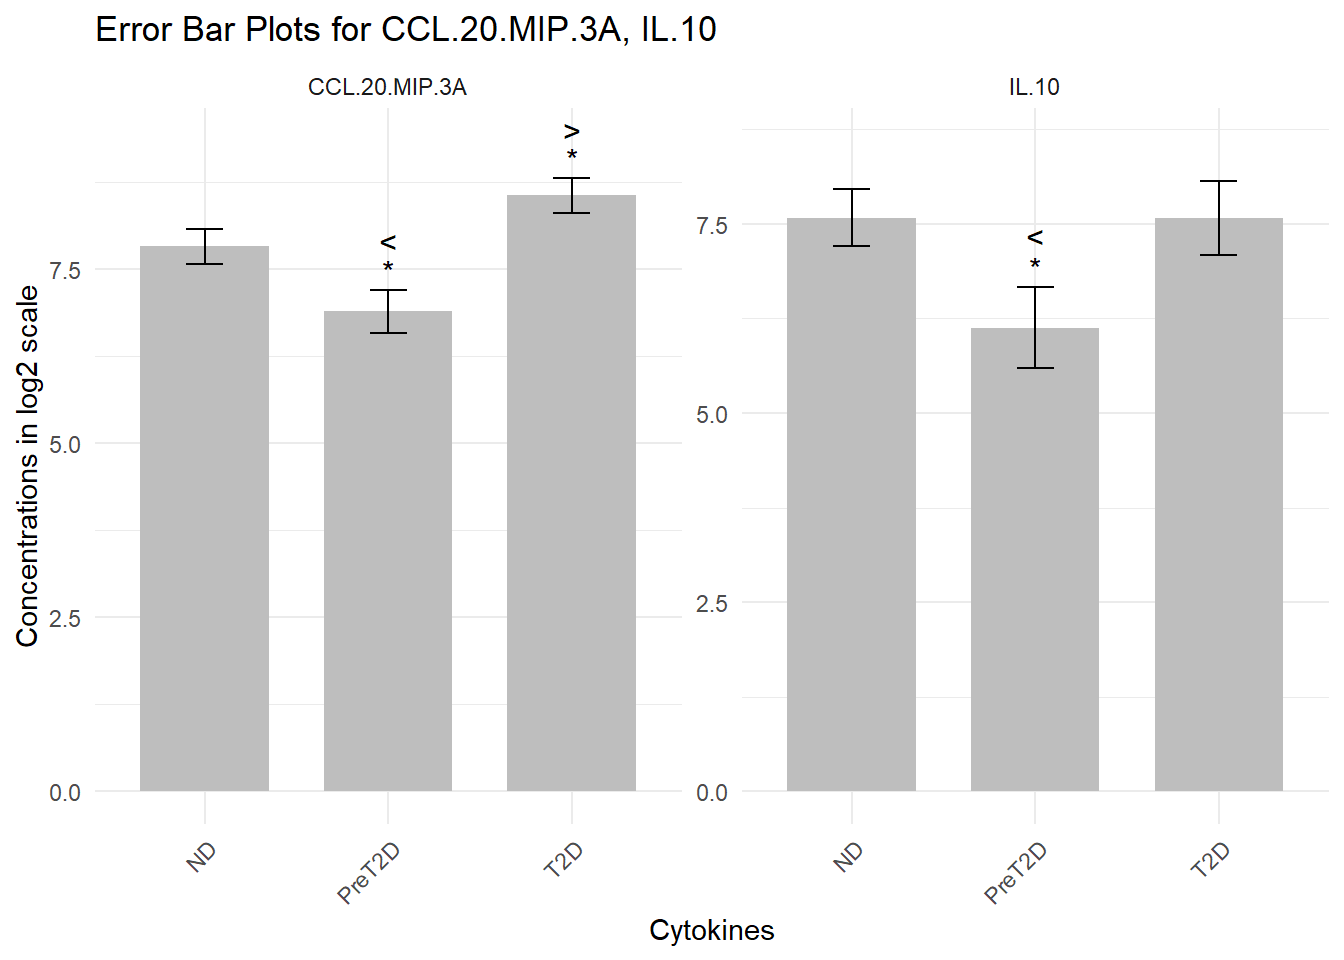 Error Bar Plots for CCL.20.MIP.3A, IL.10
CCL.20.MIP.3A
IL.10
Concentrations in log2 scale
7.5
5.0
2.5
0.0
<
*
>
*
ND
PreT2D
T2D
7.5
5.0
2.5
0.0
<
*
ND
PreT2D
T2D
Cytokines